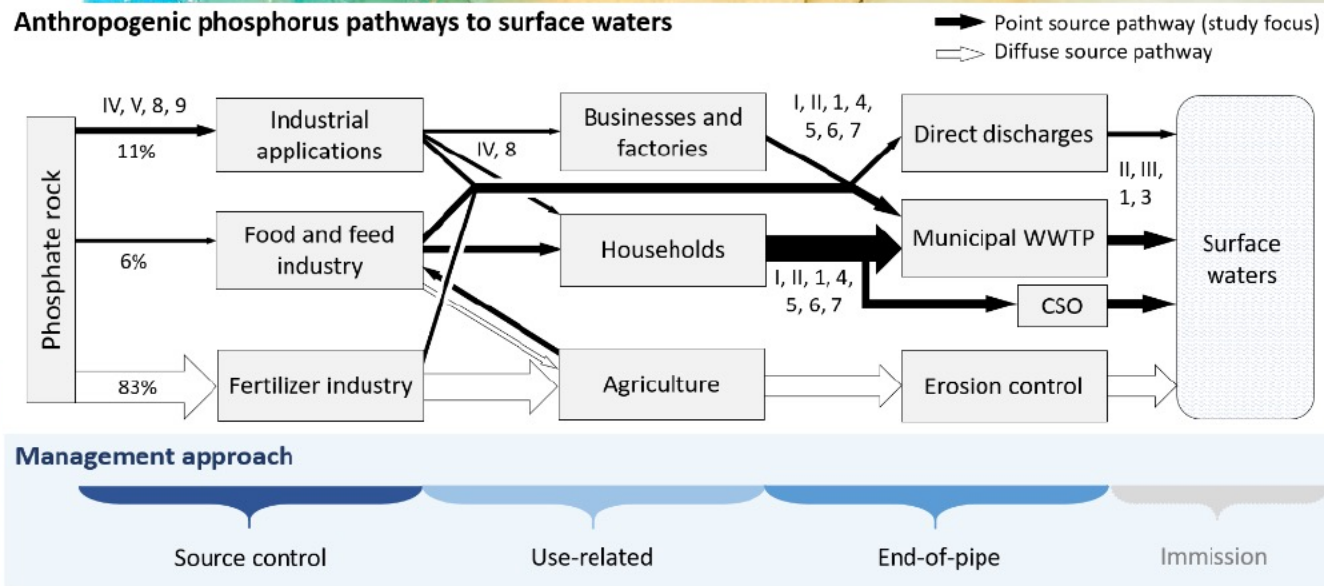 Anthropogenic phosphorus pathways to surface waters
Point source pathway (study focus)
Diffuse source pathway
Phosphate rock
IV, V, 8, 9
11%
6%
83%
Industrial
applications
Food and feed
industry
Fertilizer industry
IV, 8
Businesses and
factories
Households
Agriculture
I, II, 1, 4,
5, 6, 7
I, II, 1, 4,
5, 6, 7
Direct discharges
Municipal WWTP
CSO
Erosion control
II, III,
1, 3
Surface
waters
Management approach
Source control
Use-related
End-of-pipe
Immission